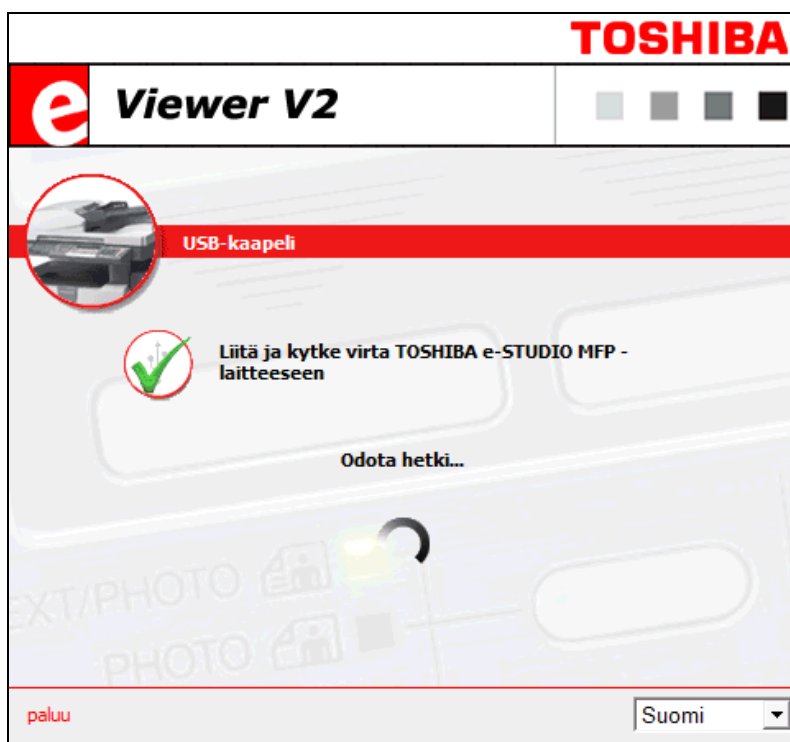 TOSHIBA
e Viewer V2
USB-kaapeli
Liitä ja kytke virta TOSHIBA e-STUDIO MFP -
laitteeseen
Odota hetki...
EXT/PHOTO
PHOTO
paluu
Suomi